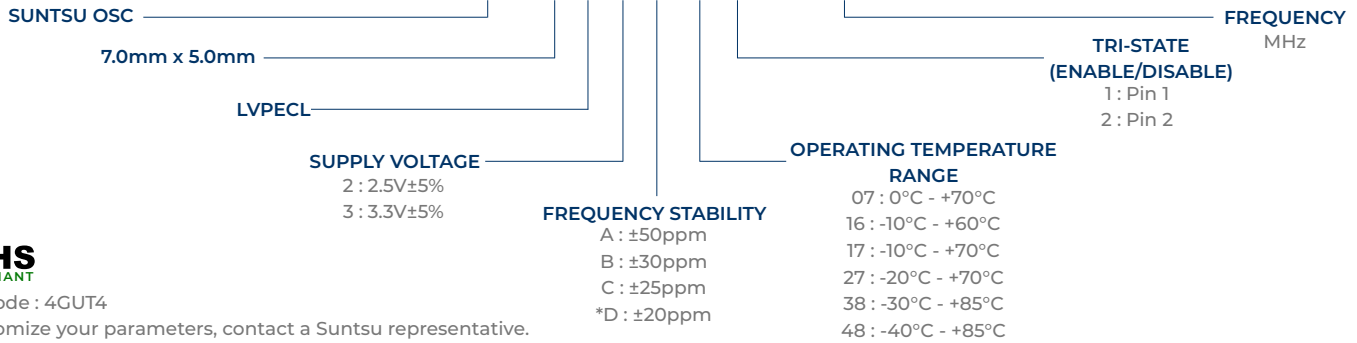 SUNTSU OSC
FREQUENCY
MHz
7.0mm x 5.0mm
TRI-STATE
(ENABLE/DISABLE)
1 : Pin 1
2 : Pin 2
LVPECL
SUPPLY VOLTAGE
2 : 2.5V±5%
3 : 3.3V±5%
OPERATING TEMPERATURE
RANGE
07 : 0°C - +70°C
16 : -10°C - +60°C
17 : -10°C - +70°C
27 : -20°C - +70°C
38 : -30°C - +85°C
48 : -40°C - +85°C
FREQUENCY STABILITY
A : ±50ppm
B : ±30ppm
C : ±25ppm
*D : ±20ppm
: 4GUT4
your parameters, contact a Suntsu representative.